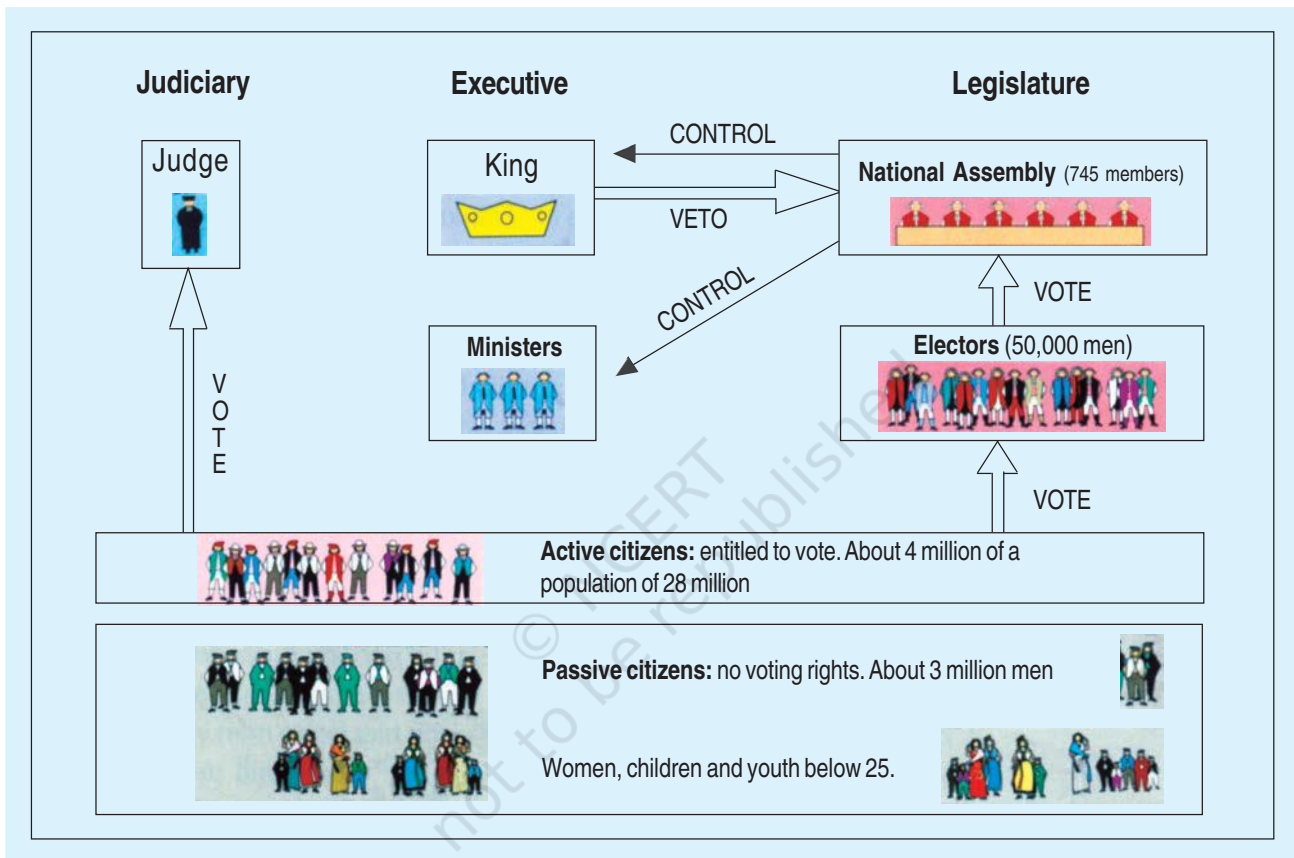 Judiciary
Executive
Legislature
Judge
King
CONTROL
VETO
National Assembly (745 members)
CONTROL
VOTE
Ministers
Electors (50,000 men)
VOTE
VOTE
Active citizens: entitled to vote. About 4 million of a
population of 28 million
Passive citizens: no voting rights. About 3 million men
Women, children and youth below 25.
© NCERT
not to be republished